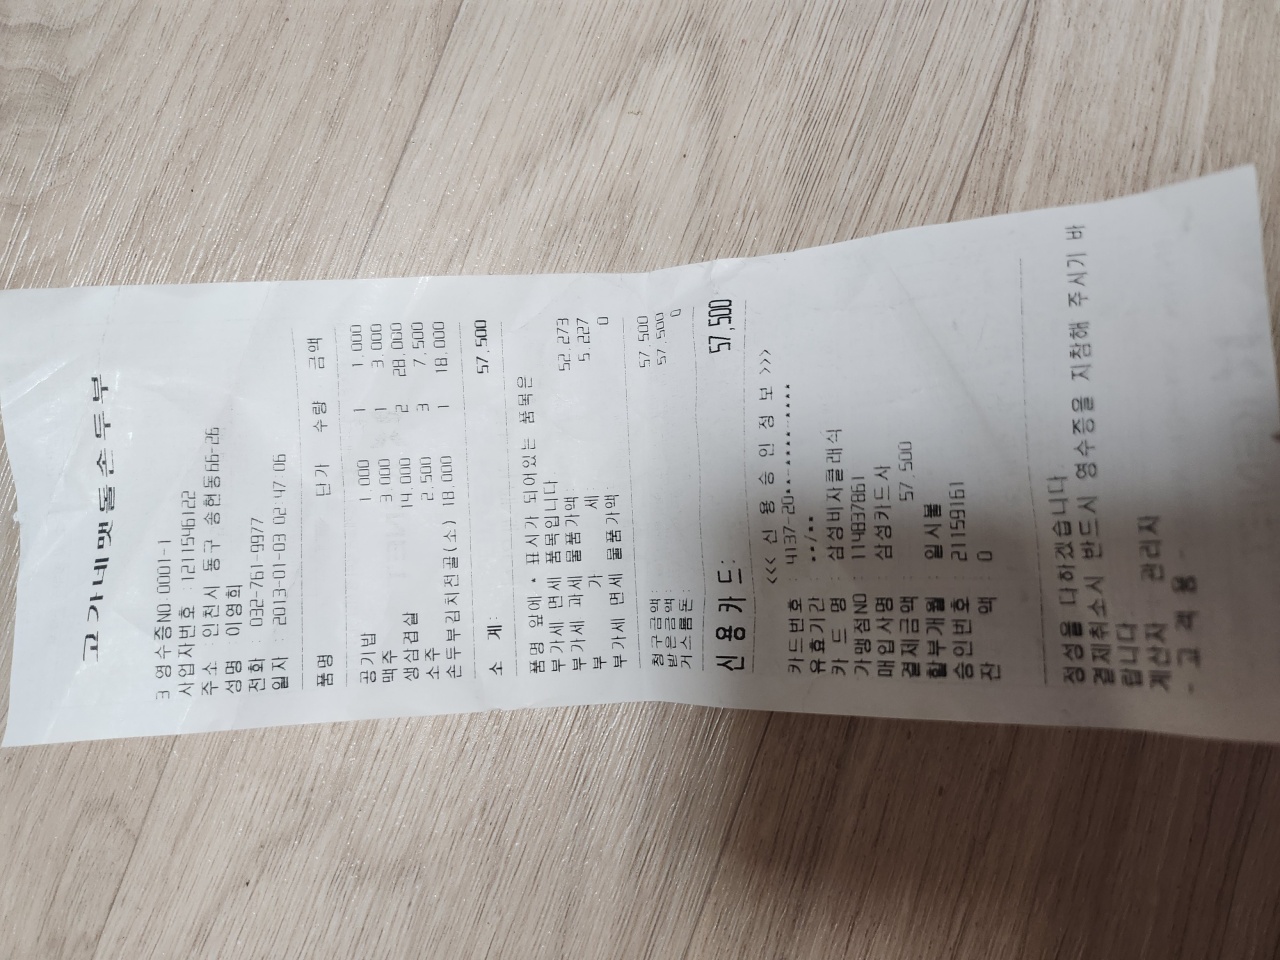 고가네맷돌손두부
3 영수증NO 0001-1
사업자번호 : 1211546122
주소 : 인천시 동구 송현동66-26
성명 이영희
전화 : 032-761-9977
일자 : 2013-01-03 02 47 06
품명 단가 수량 금액
공기밥 1 000 1 1.000
맥주 3 000 1 3.000
생삼겹살 14.000 2 28.000
소주 2.500 3 7.500
손두부김치전골(소) 18 000 1 18.000
소 계: 57.500
품명 앞에 * 표시가 되어있는 품목은
부가세 면세 품목입니다
부가세 과세 물품가액: 52.273
부 가 세: 5.227
부가세 면세 물품가액: 0
청구금액: 57.500
받은금액: 57.500
거스름돈: 0
신용카드: 57,500
<<< 신 용 승 인 정 보 >>>
카드번호 : 4137-20**-****-****
유효기간 : **/**
카 드 명 : 삼성비자클래식
가맹점NO : 114837861
매입사명 : 삼성카드사
결제금액 : 57.500
할부개월 : 일시불
승인번호 : 21159161
잔 액 : 0
정성을 다하겠습니다
결제취소시 반드시 영수증을 지참해 주시기 바
랍니다
계산자 : 관리자
- 고 객 용 -